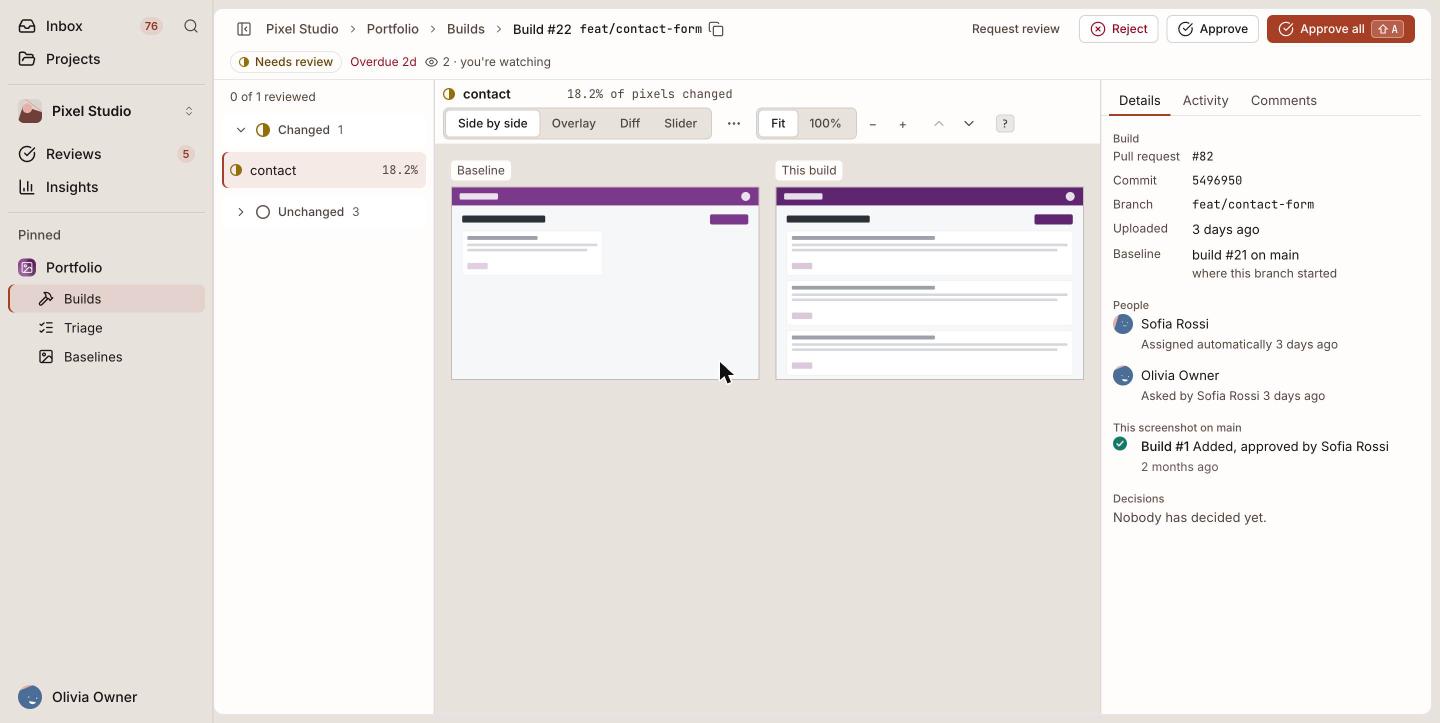 Inbox 76
Projects
Pixel Studio
Reviews 5
Insights
Pinned
Portfolio
Builds
Triage
Baselines
Olivia Owner
Pixel Studio Portfolio Builds Build #22 feat/contact-form
Request review Reject Approve Approve all A
Needs review Overdue 2d 2 · you're watching
0 of 1 reviewed
Changed 1
contact 18.2%
Unchanged 3
contact 18.2% of pixels changed
Side by side Overlay Diff Slider ··· Fit 100% − + ?
Baseline
This build
Details Activity Comments
Build
Pull request #82
Commit 5496950
Branch feat/contact-form
Uploaded 3 days ago
Baseline build #21 on main
where this branch started
People
Sofia Rossi
Assigned automatically 3 days ago
Olivia Owner
Asked by Sofia Rossi 3 days ago
This screenshot on main
Build #1 Added, approved by Sofia Rossi
2 months ago
Decisions
Nobody has decided yet.